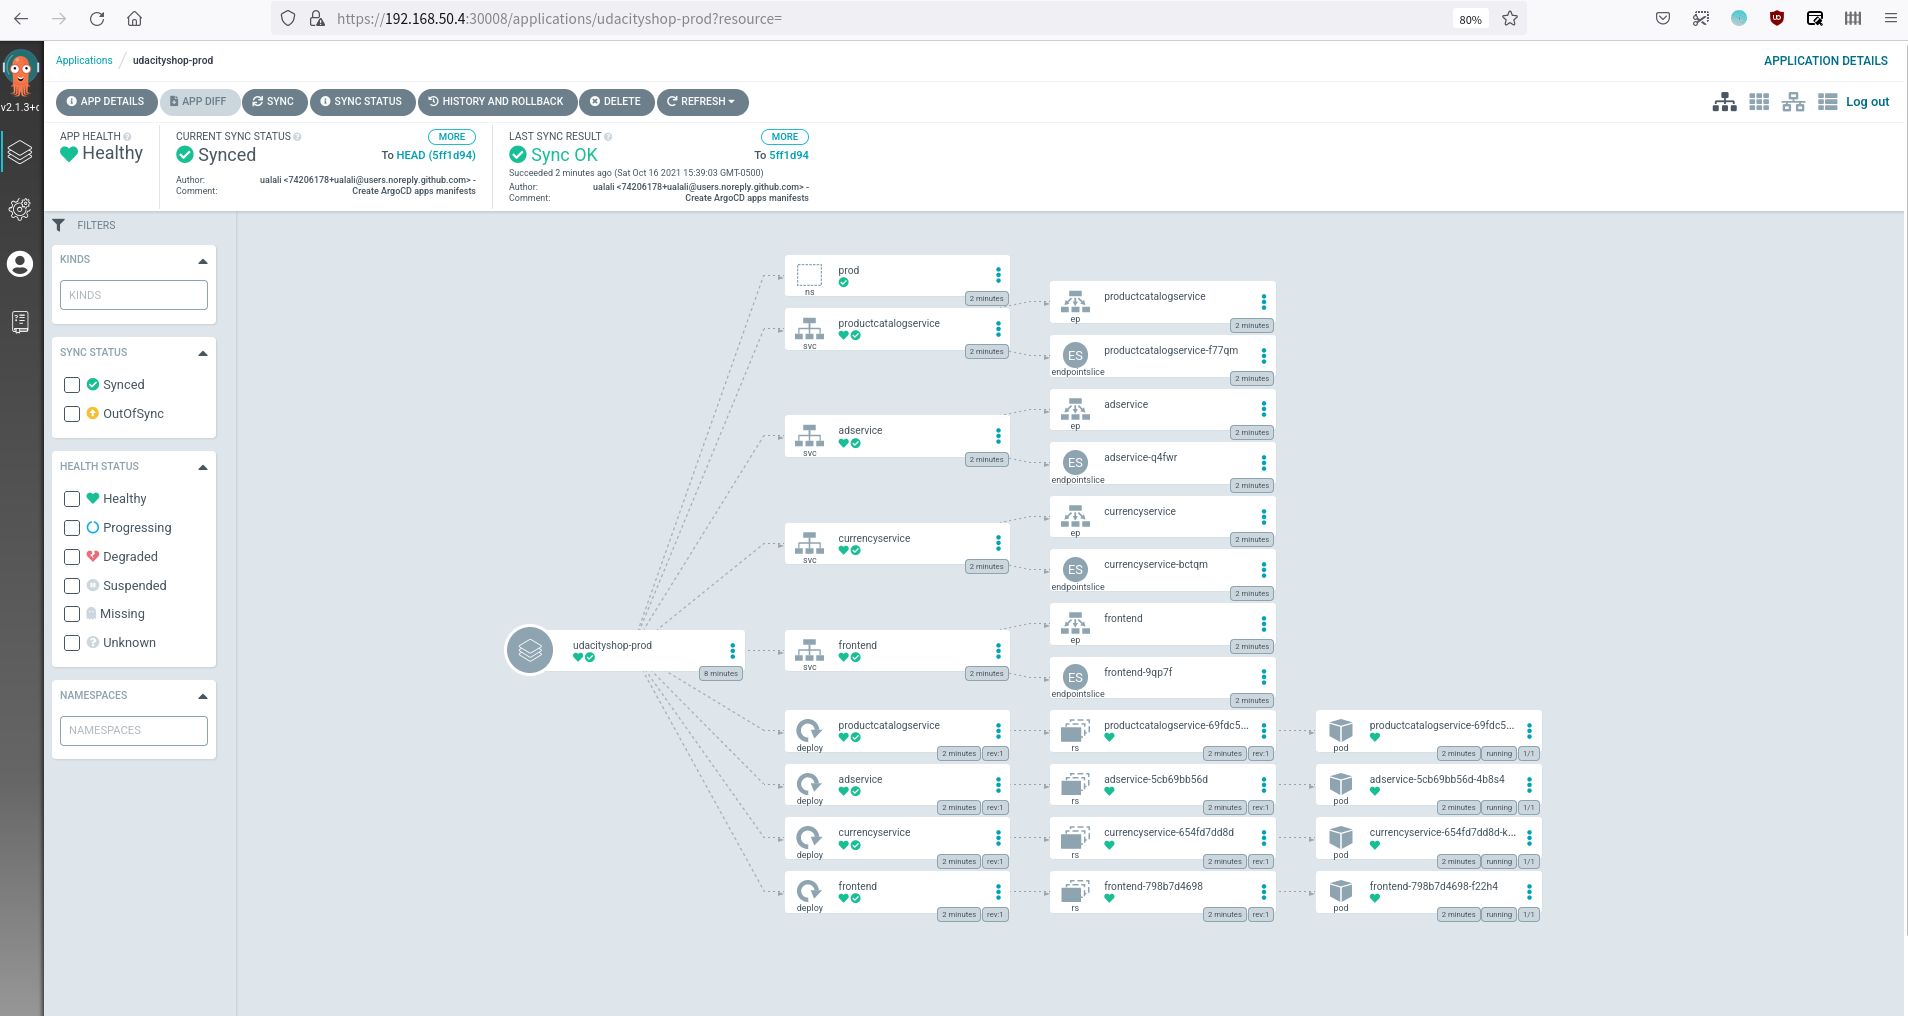 https://192.168.50.4:30008/applications/udacityshop-prod?resource=
80%
Applications / udacityshop-prod
APPLICATION DETAILS
v2.1.3+c
APP DETAILS
APP DIFF
SYNC
SYNC STATUS
HISTORY AND ROLLBACK
DELETE
REFRESH
Log out
APP HEALTH
Healthy
CURRENT SYNC STATUS
MORE
Synced
To HEAD (5ff1d94)
Author: ualali <74206178+ualali@users.noreply.github.com> -
Comment: Create ArgoCD apps manifests
LAST SYNC RESULT
MORE
Sync OK
To 5ff1d94
Succeeded 2 minutes ago (Sat Oct 16 2021 15:39:03 GMT-0500)
Author: ualali <74206178+ualali@users.noreply.github.com> -
Comment: Create ArgoCD apps manifests
FILTERS
KINDS
KINDS
SYNC STATUS
Synced
OutOfSync
HEALTH STATUS
Healthy
Progressing
Degraded
Suspended
Missing
Unknown
NAMESPACES
NAMESPACES
udacityshop-prod
8 minutes
prod
ns
2 minutes
productcatalogservice
svc
2 minutes
productcatalogservice
ep
2 minutes
ES
productcatalogservice-f77qm
endpointslice
2 minutes
adservice
svc
2 minutes
adservice
ep
2 minutes
ES
adservice-q4fwr
endpointslice
2 minutes
currencyservice
svc
2 minutes
currencyservice
ep
2 minutes
ES
currencyservice-bctqm
endpointslice
2 minutes
frontend
svc
2 minutes
frontend
ep
2 minutes
ES
frontend-9qp7f
endpointslice
2 minutes
productcatalogservice
deploy
2 minutes rev:1
productcatalogservice-69fdc5...
rs
2 minutes rev:1
productcatalogservice-69fdc5...
pod
2 minutes running 1/1
adservice
deploy
2 minutes rev:1
adservice-5cb69bb56d
rs
2 minutes rev:1
adservice-5cb69bb56d-4b8s4
pod
2 minutes running 1/1
currencyservice
deploy
2 minutes rev:1
currencyservice-654fd7dd8d
rs
2 minutes rev:1
currencyservice-654fd7dd8d-k...
pod
2 minutes running 1/1
frontend
deploy
2 minutes rev:1
frontend-798b7d4698
rs
2 minutes rev:1
frontend-798b7d4698-f22h4
pod
2 minutes running 1/1